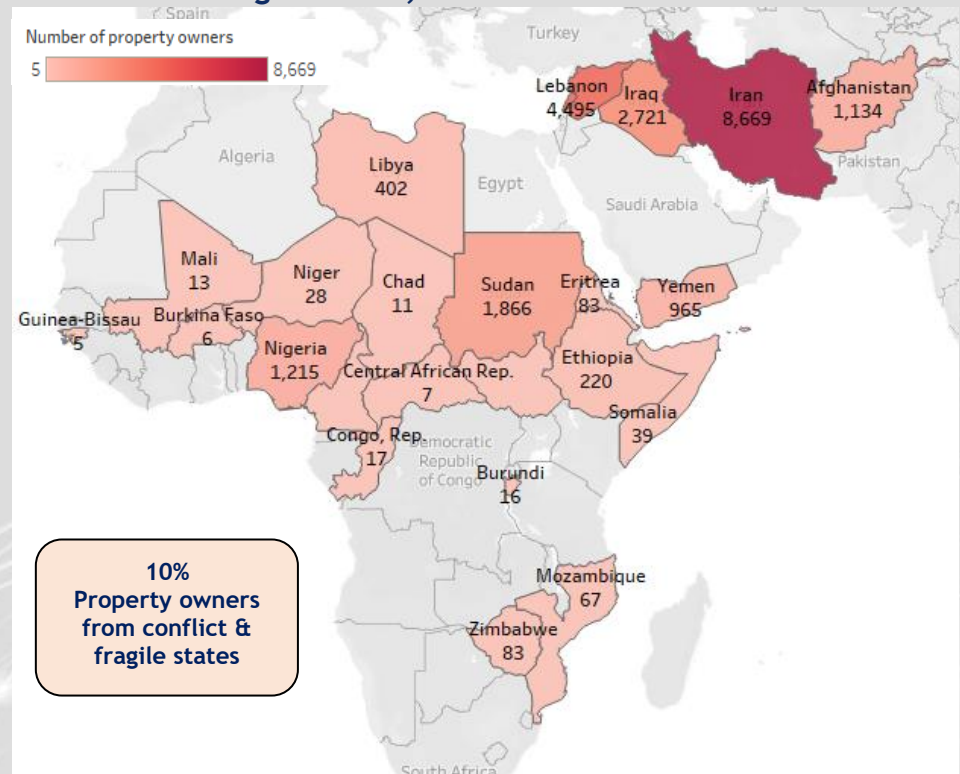 Spain
Number of property owners
5
8,669
Turkey
Lebanon
4,495
Iraq
2,721
Iran
8,669
Afghanistan
1,134
Pakistan
Algeria
Libya
402
Egypt
Saudi Arabia
Mali
13
Niger
28
Chad
11
Sudan
1,866
Eritrea
83
Yemen
965
Guinea-Bissau
5
Burkina Faso
6
Nigeria
1,215
Central African Rep.
7
Ethiopia
220
Somalia
39
Congo, Rep.
17
Democratic
Republic
of Congo
Burundi
16
10%
Property owners
from conflict &
fragile states
Mozambique
67
Zimbabwe
83
South Africa